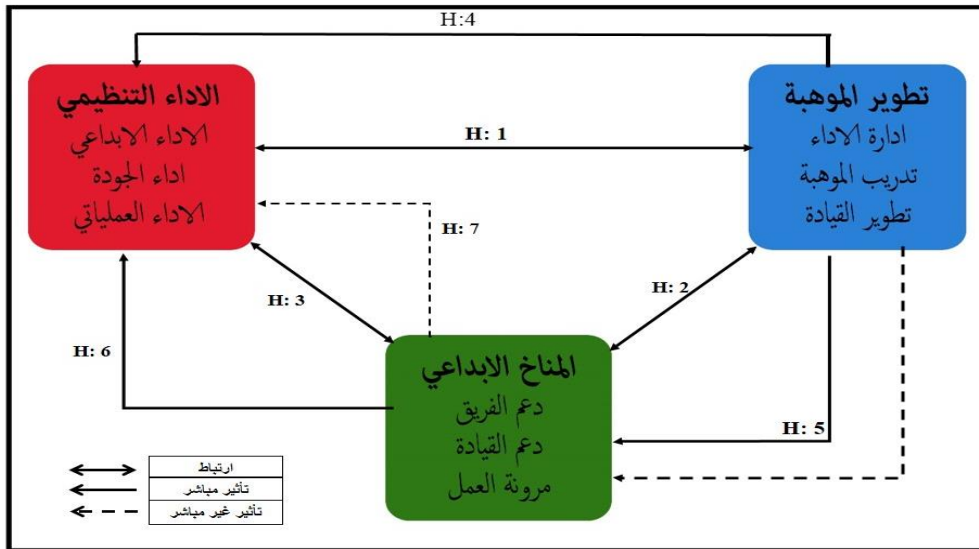 H:4
تطوير الموهبة
ادارة الاداء
تدريب الموهبة
تطوير القيادة
H: 1
الاداء التنظيمي
الاداء الابداعي
اداء الجودة
الاداء العملياتي
H: 7
H: 2
H: 3
H: 6
المناخ الابداعي
دعم الفريق
دعم القيادة
مرونة العمل
H: 5
ارتباط
تأثير مباشر
تأثير غير مباشر